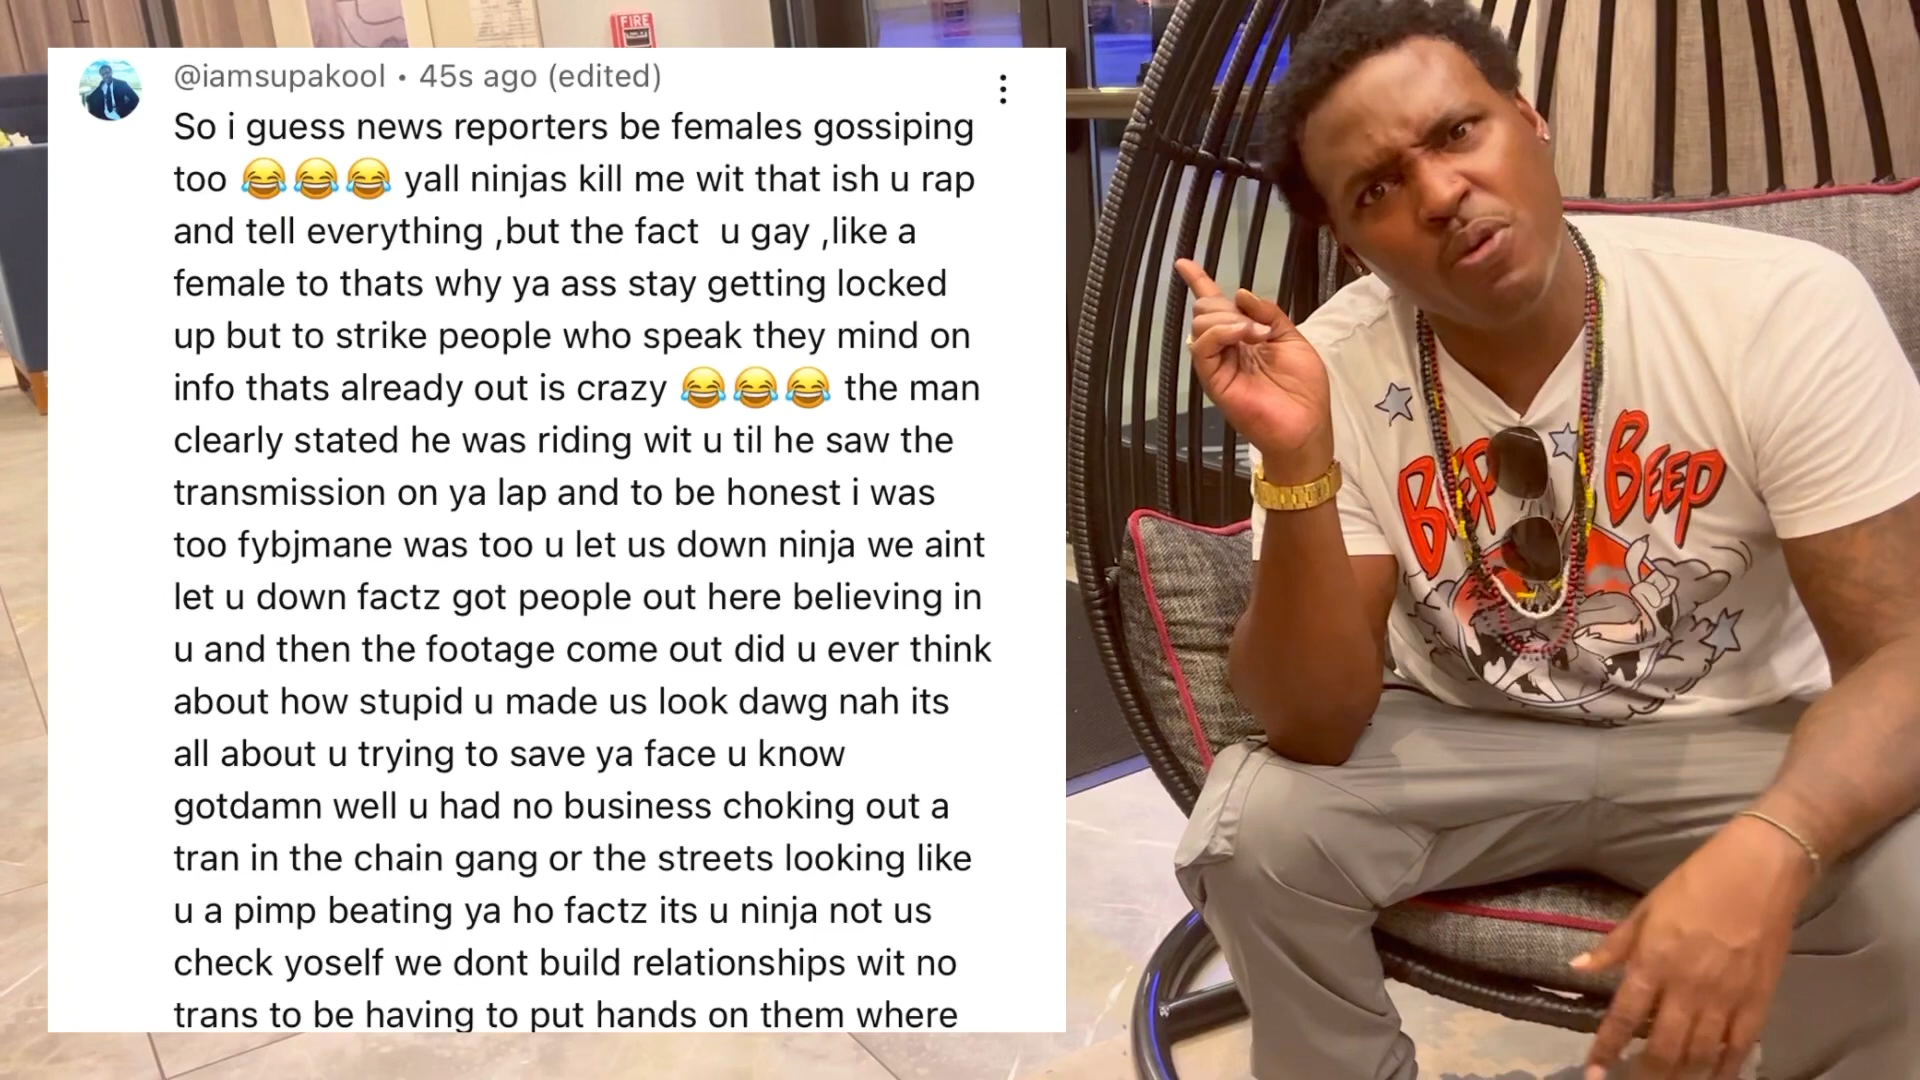 FIRE
@iamsupakool • 45s ago (edited)
So i guess news reporters be females gossiping
too 😂😂😂 yall ninjas kill me wit that ish u rap
and tell everything ,but the fact  u gay ,like a
female to thats why ya ass stay getting locked
up but to strike people who speak they mind on
info thats already out is crazy 😂😂😂 the man
clearly stated he was riding wit u til he saw the
transmission on ya lap and to be honest i was
too fybjmane was too u let us down ninja we aint
let u down factz got people out here believing in
u and then the footage come out did u ever think
about how stupid u made us look dawg nah its
all about u trying to save ya face u know
gotdamn well u had no business choking out a
tran in the chain gang or the streets looking like
u a pimp beating ya ho factz its u ninja not us
check yoself we dont build relationships wit no
trans to be having to put hands on them where
BEEP BEEP